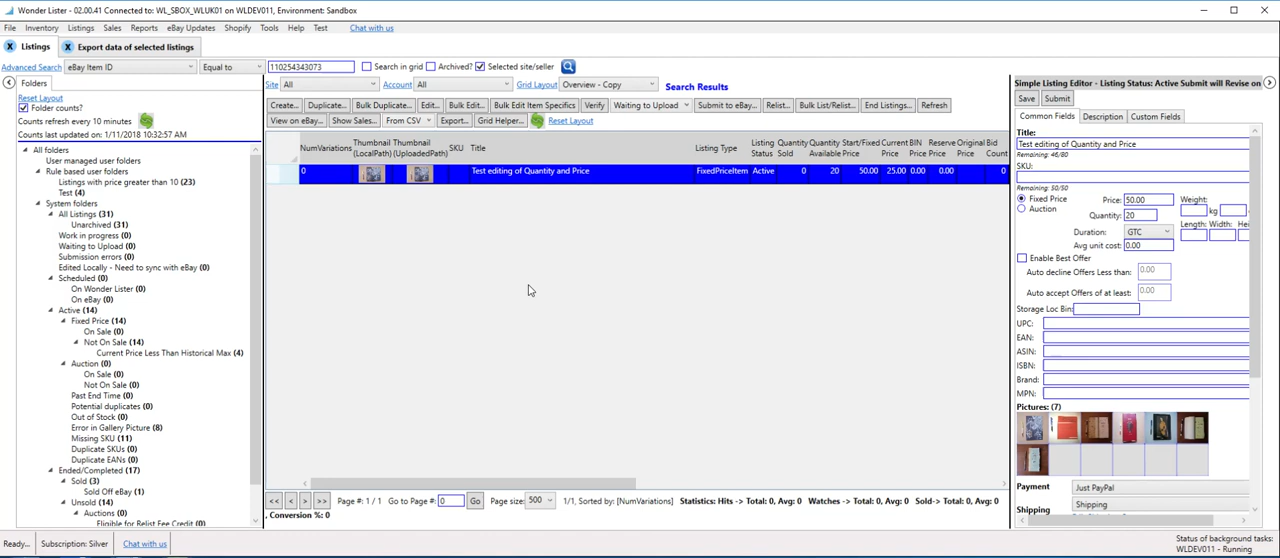 Wonder Lister - 02.00.41 Connected to: WL_SBOX_WLUK01 on WLDEV011, Environment: Sandbox
File Inventory Listings Sales Reports eBay Updates Shopify Tools Help Test Chat with us
X Listings X Export data of selected listings
Advanced Search eBay Item ID Equal to 110254343073 Search in grid Archived? Selected site/seller
Folders
Site All Account All Grid Layout Overview - Copy Search Results
Reset Layout
Folder counts?
Counts refresh every 10 minutes
Counts last updated on: 1/11/2018 10:32:57 AM
Create... Duplicate... Bulk Duplicate... Edit... Bulk Edit... Bulk Edit Item Specifics Verify Waiting to Upload Submit to eBay... Relist... Bulk List/Relist... End Listings... Refresh
View on eBay... Show Sales... From CSV Export... Grid Helper... Reset Layout
All folders
User managed user folders
Rule based user folders
Listings with price greater than 10 (23)
Test (4)
System folders
All Listings (31)
Unarchived (31)
Work in progress (0)
Waiting to Upload (0)
Submission errors (0)
Edited Locally - Need to sync with eBay (0)
Scheduled (0)
On Wonder Lister (0)
On eBay (0)
Active (14)
Fixed Price (14)
On Sale (0)
Not On Sale (14)
Current Price Less Than Historical Max (4)
Auction (0)
On Sale (0)
Not On Sale (0)
Past End Time (0)
Potential duplicates (0)
Out of Stock (0)
Error in Gallery Picture (8)
Missing SKU (11)
Duplicate SKUs (0)
Duplicate EANs (0)
Ended/Completed (17)
Sold (3)
Sold Off eBay (1)
Unsold (14)
Auctions (0)
Eligible for Relist Fee Credit (0)
NumVariations Thumbnail (LocalPath) Thumbnail (UploadedPath) SKU Title Listing Type Listing Status Quantity Sold Quantity Available Start/Fixed Price Current Price BIN Price Reserve Price Original Price Bid Count
0 Test editing of Quantity and Price FixedPriceItem Active 0 20 50.00 25.00 0.00 0.00 0
<< < > >> Page #: 1 / 1 Go to Page #: 0 Go Page size: 500 1/1, Sorted by: [NumVariations) Statistics: Hits -> Total: 0, Avg: 0 Watches -> Total: 0, Avg: 0 Sold-> Total: 0, Avg: 0
, Conversion %: 0
Simple Listing Editor - Listing Status: Active Submit will Revise on
Save Submit
Common Fields Description Custom Fields
Title:
Test editing of Quantity and Price
Remaining: 46/80
SKU:
Remaining: 50/50
Fixed Price Price: 50.00 Weight:
Auction Quantity: 20 kg
Length: Width: Hei
Duration: GTC
Avg unit cost: 0.00
Enable Best Offer
Auto decline Offers Less than: 0.00
Auto accept Offers of at least: 0.00
Storage Loc Bin:
UPC:
EAN:
ASIN:
ISBN:
Brand:
MPN:
Pictures: (7)
Payment Just PayPal
Shipping Shipping
Ready... Subscription: Silver Chat with us
Status of background tasks:
WLDEV011 - Running